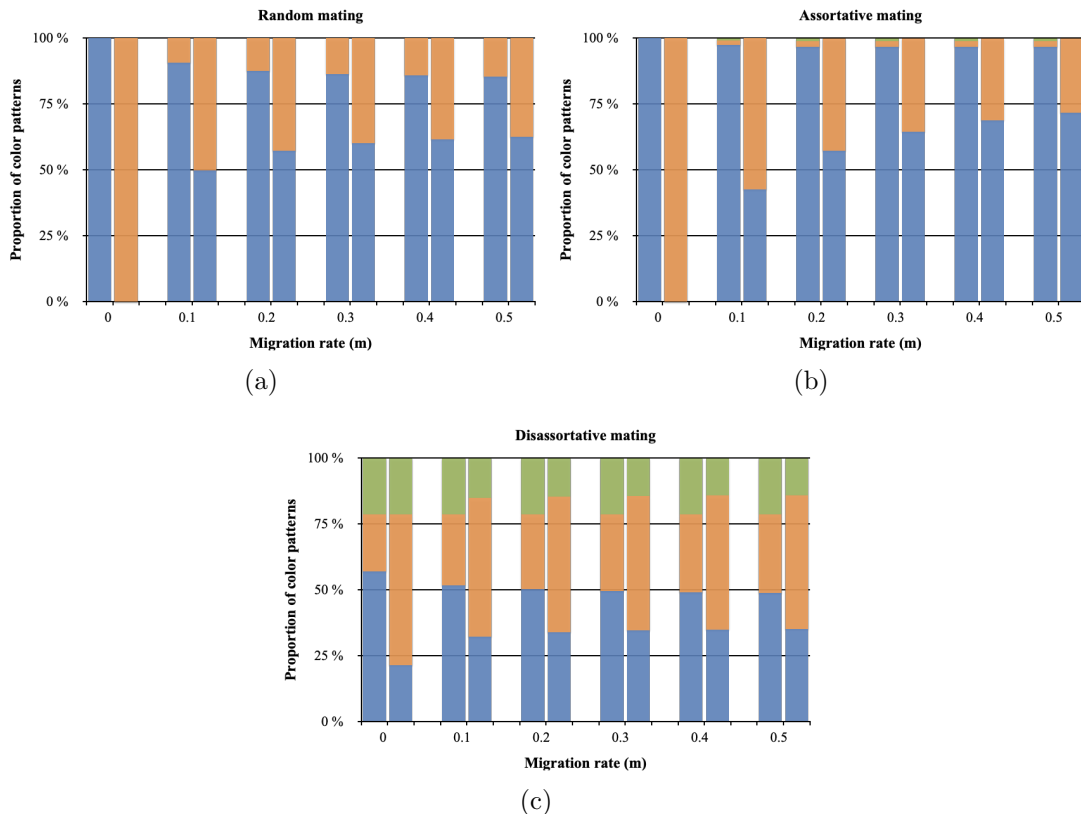 Random mating
Proportion of color patterns
100 %
75 %
50 %
25 %
0 %
0 0.1 0.2 0.3 0.4 0.5
Migration rate (m)
(a)
Assortative mating
Proportion of color patterns
100 %
75 %
50 %
25 %
0 %
0 0.1 0.2 0.3 0.4 0.5
Migration rate (m)
(b)
Disassortative mating
Proportion of color patterns
100 %
75 %
50 %
25 %
0 %
0 0.1 0.2 0.3 0.4 0.5
Migration rate (m)
(c)